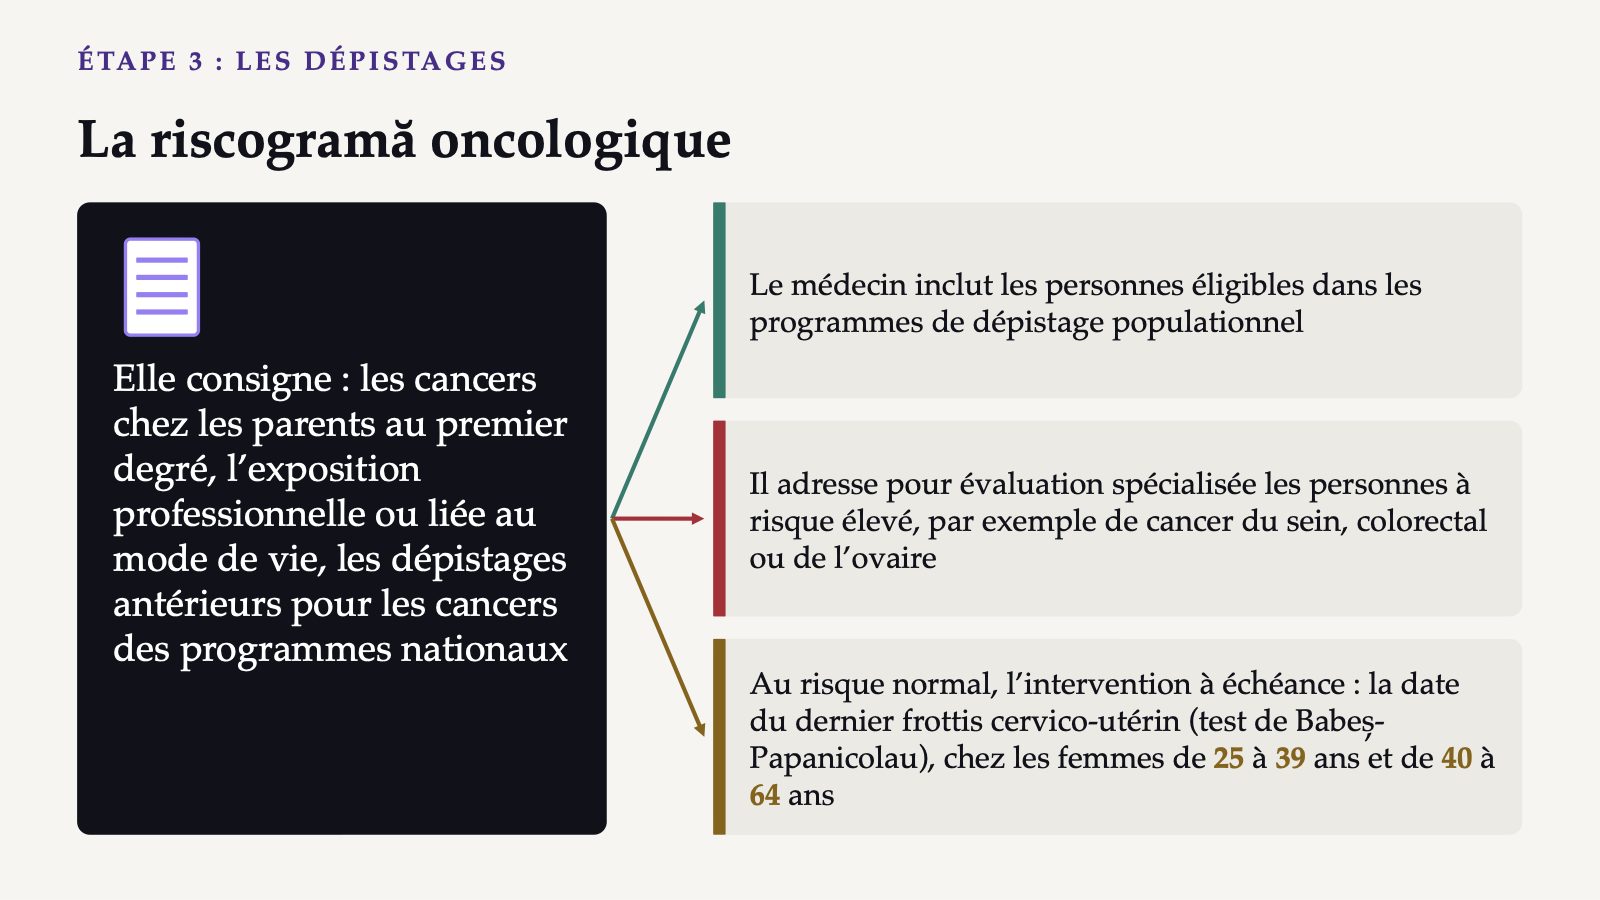 ÉTAPE 3 : LES DÉPISTAGES
La riscogramă oncologique
Elle consigne : les cancers
chez les parents au premier
degré, l’exposition
professionnelle ou liée au
mode de vie, les dépistages
antérieurs pour les cancers
des programmes nationaux
Le médecin inclut les personnes éligibles dans les
programmes de dépistage populationnel
Il adresse pour évaluation spécialisée les personnes à
risque élevé, par exemple de cancer du sein, colorectal
ou de l’ovaire
Au risque normal, l’intervention à échéance : la date
du dernier frottis cervico-utérin (test de Babeș-
Papanicolau), chez les femmes de 25 à 39 ans et de 40 à
64 ans